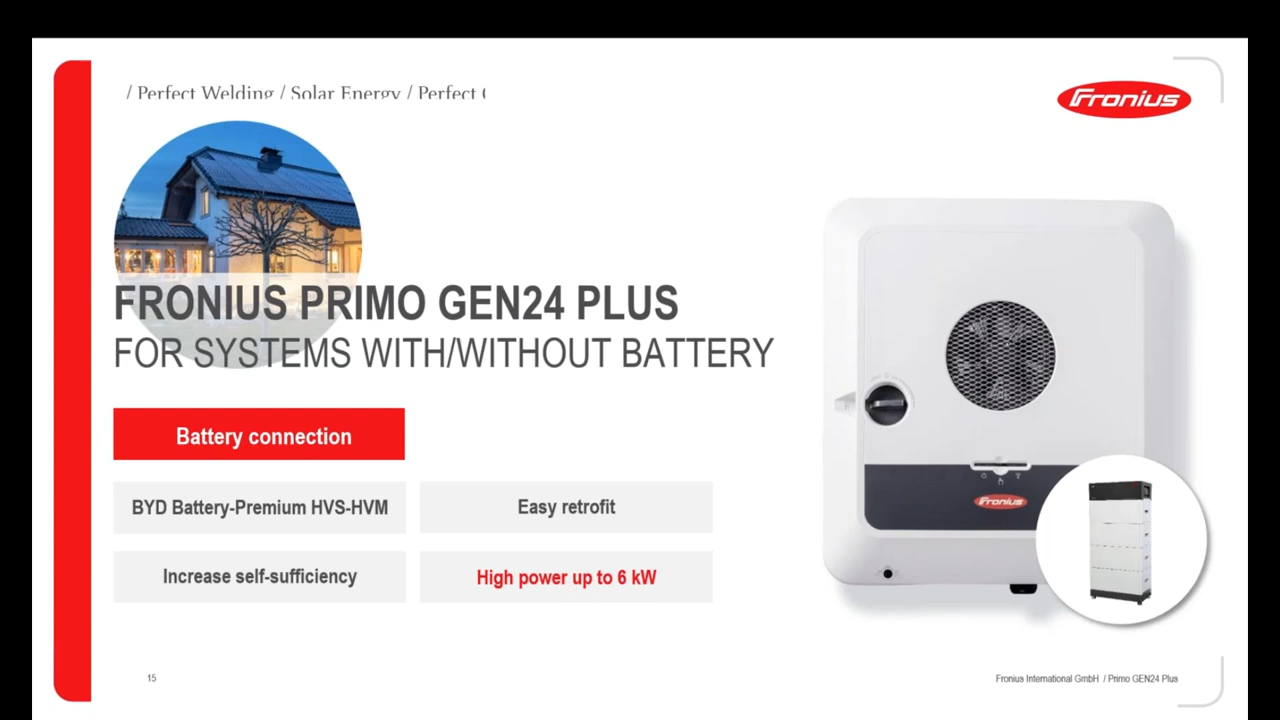 / Perfect Welding / Solar Energy / Perfect
Fronius
FRONIUS PRIMO GEN24 PLUS
FOR SYSTEMS WITH/WITHOUT BATTERY
Battery connection
BYD Battery-Premium HVS-HVM
Easy retrofit
Increase self-sufficiency
High power up to 6 kW
Fronius
15
Fronius International GmbH / Primo GEN24 Plus